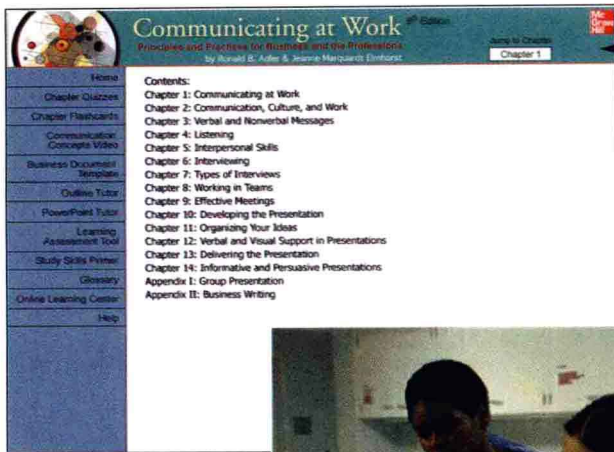 Communicating at Work
8th Edition
Principles and Practices for Business and the Professions
by Ronald B. Adler & Jeanne Marquardt Elmhorst
Mc
Graw
Hill
Jump to Chapter
Chapter 1
Home
Chapter Quizzes
Chapter Flashcards
Communication
Concepts Video
Business Document
Template
Outline Tutor
PowerPoint Tutor
Learning
Assessment Tool
Study Skills Primer
Glossary
Online Learning Center
Help
Contents:
Chapter 1: Communicating at Work
Chapter 2: Communication, Culture, and Work
Chapter 3: Verbal and Nonverbal Messages
Chapter 4: Listening
Chapter 5: Interpersonal Skills
Chapter 6: Interviewing
Chapter 7: Types of Interviews
Chapter 8: Working in Teams
Chapter 9: Effective Meetings
Chapter 10: Developing the Presentation
Chapter 11: Organizing Your Ideas
Chapter 12: Verbal and Visual Support in Presentations
Chapter 13: Delivering the Presentation
Chapter 14: Informative and Persuasive Presentations
Appendix I: Group Presentation
Appendix II: Business Writing